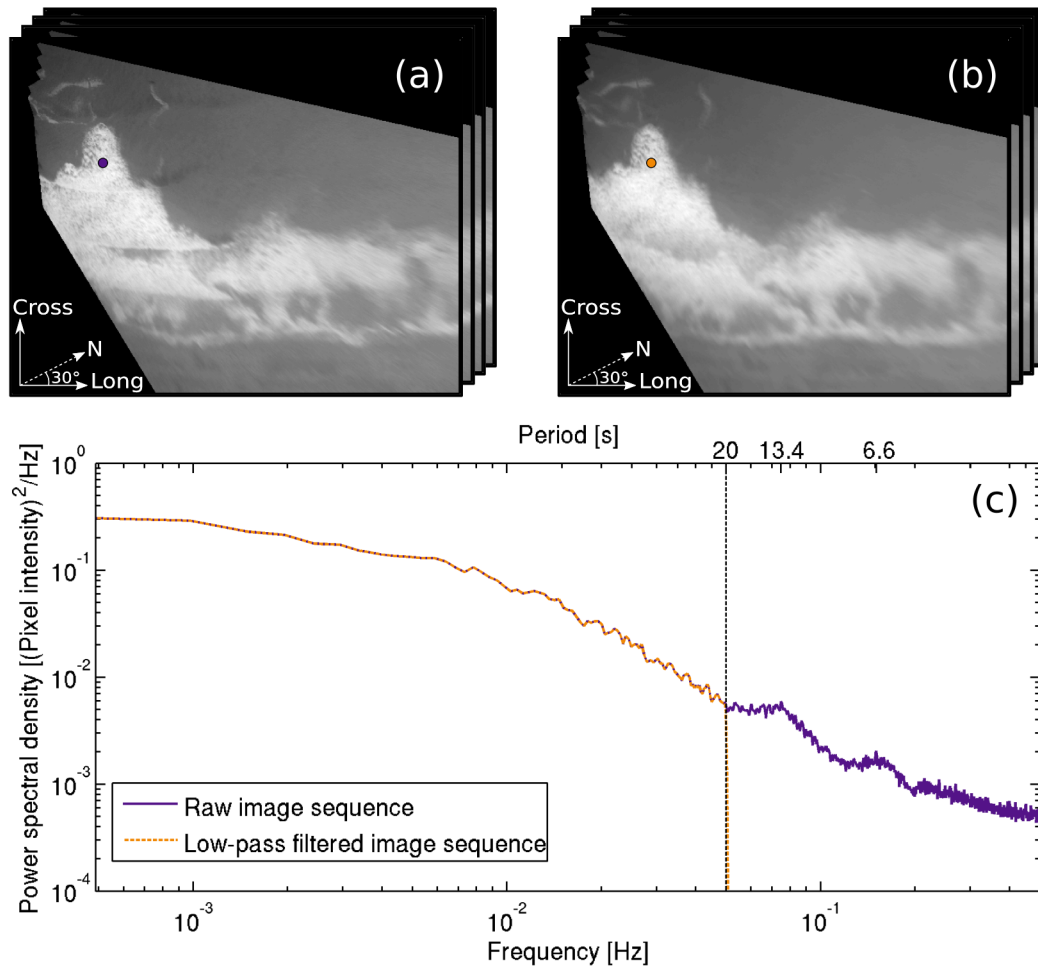 (a)
Cross
N
30°
Long
(b)
Cross
N
30°
Long
Period [s]
20 13.4 6.6
(c)
Power spectral density [(Pixel intensity)²/Hz]
10⁰
10⁻¹
10⁻²
10⁻³
10⁻⁴
Raw image sequence
Low-pass filtered image sequence
10⁻³ 10⁻² 10⁻¹
Frequency [Hz]